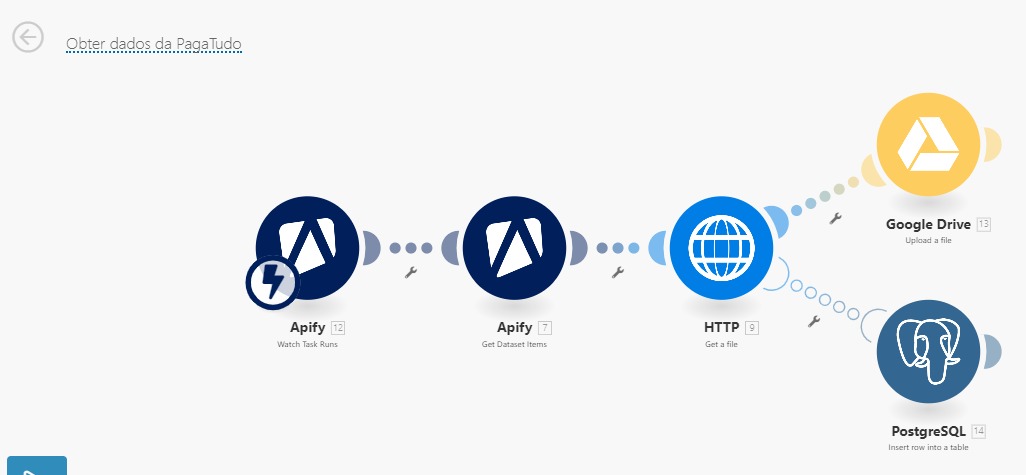 Obter dados da PagaTudo
Apify 12
Watch Task Runs
Apify 7
Get Dataset Items
HTTP 9
Get a file
Google Drive 13
Upload a file
PostgreSQL 14
Insert row into a table